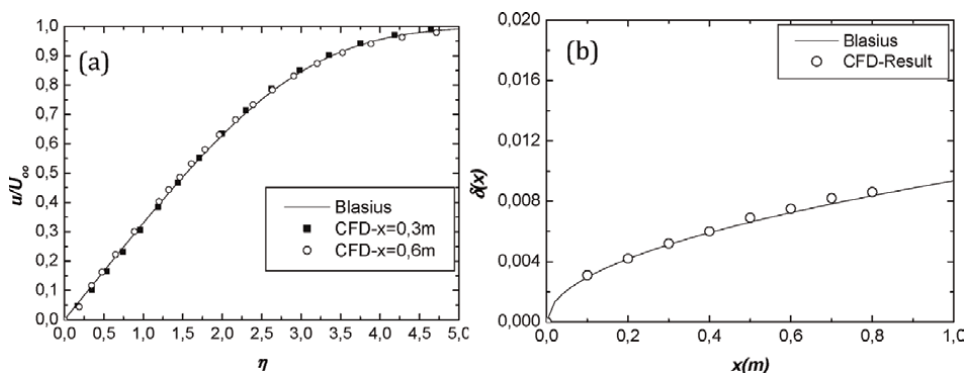 1,0
0,9
0,8
0,7
0,6
0,5
0,4
0,3
0,2
0,1
0,0
u/U∞
(a)
Blasius
CFD-x=0,3m
CFD-x=0,6m
0,0 0,5 1,0 1,5 2,0 2,5 3,0 3,5 4,0 4,5 5,0
η
0,020
0,016
0,012
0,008
0,004
0,000
δ(x)
(b)
Blasius
CFD-Result
0,0 0,2 0,4 0,6 0,8 1,0
x(m)